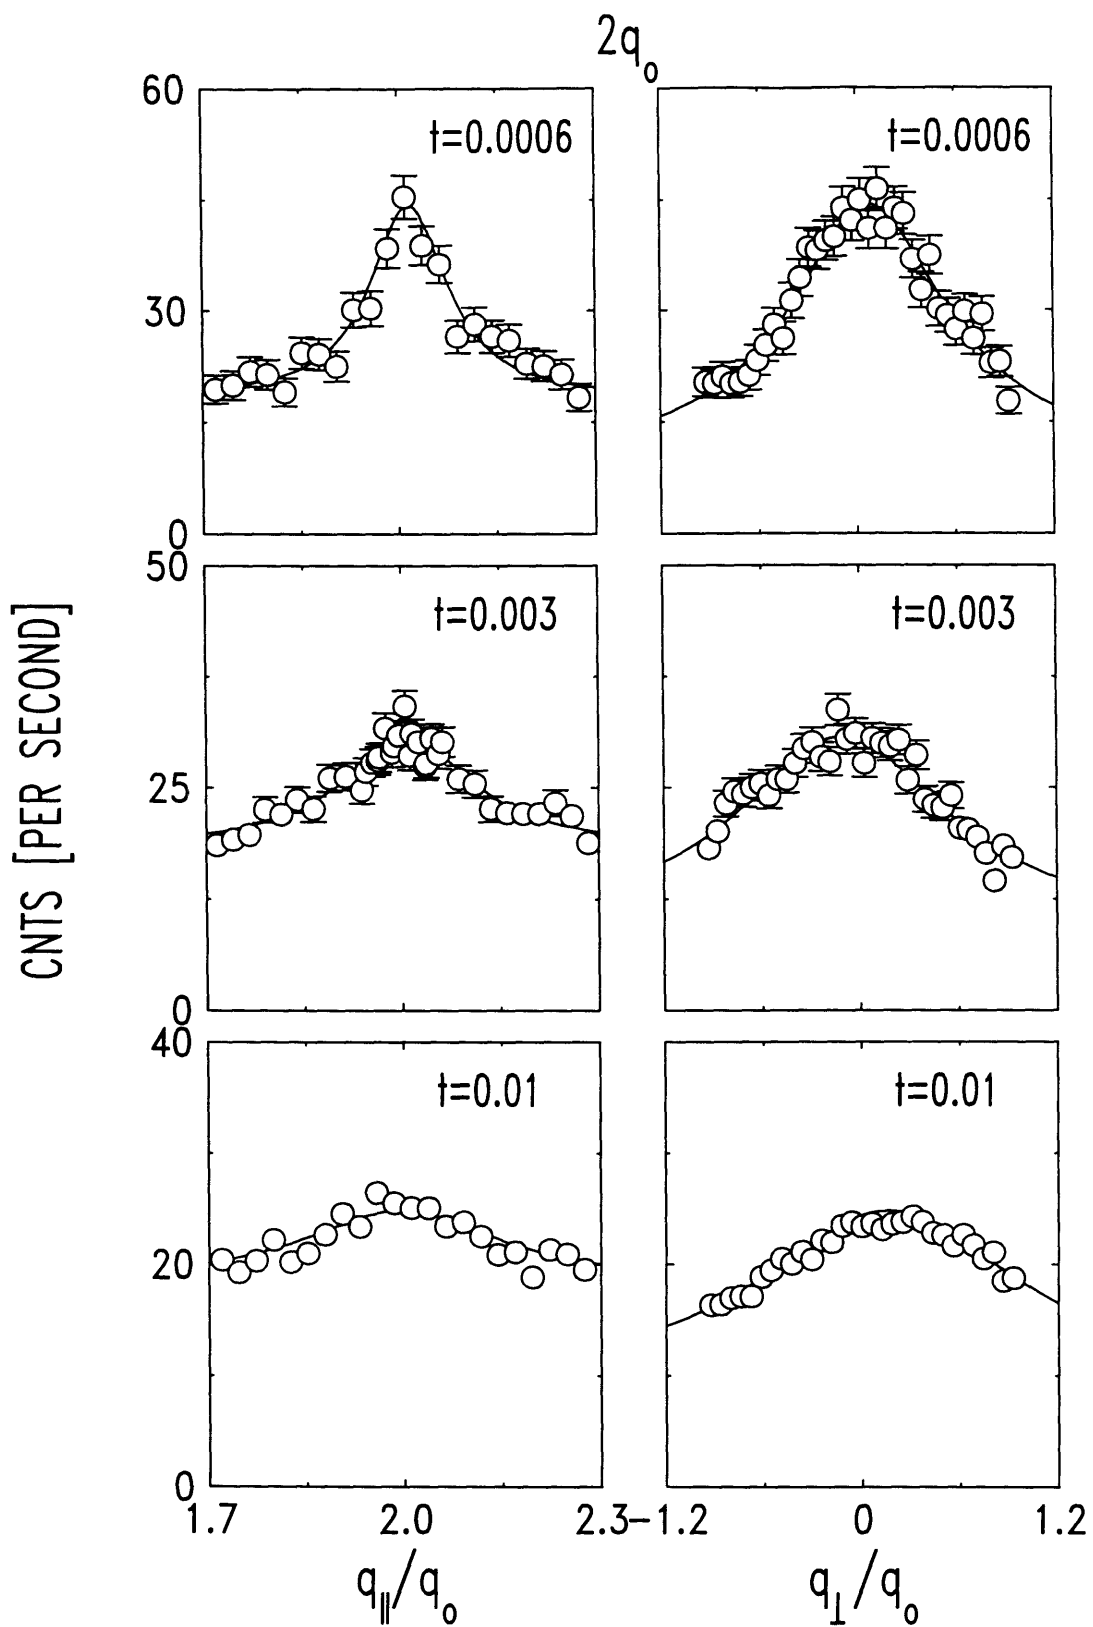 2q₀
60
t=0.0006
t=0.0006
30
0
50
t=0.003
t=0.003
CNTS [PER SECOND]
25
0
40
t=0.01
t=0.01
20
0
1.7 2.0 2.3 -1.2 0 1.2
q∥/q₀ q⊥/q₀